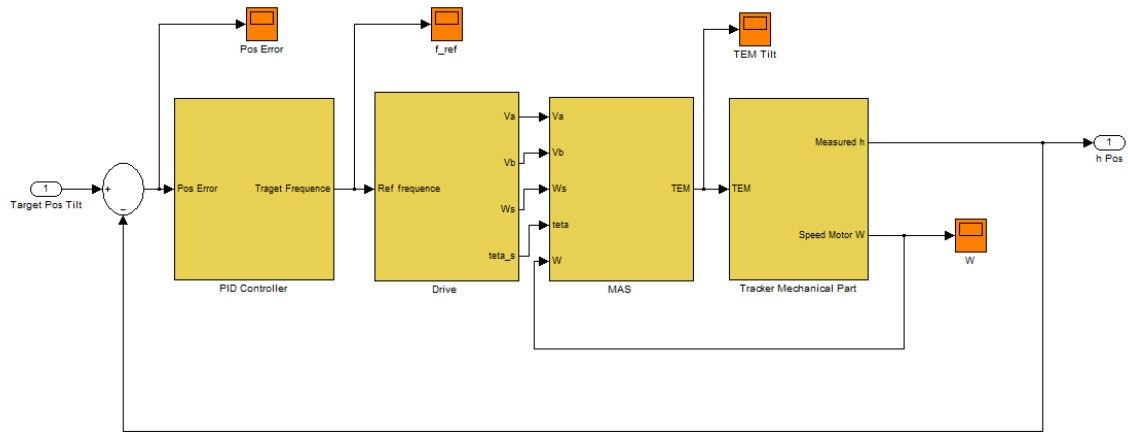 Pos Error
f_ref
TEM Tilt
1
Target Pos Tilt
+
−
Pos Error
Traget Frequence
PID Controller
Ref frequence
Va
Vb
Ws
teta_s
Drive
Va
Vb
Ws
teta
W
TEM
MAS
TEM
Measured h
Speed Motor W
Tracker Mechanical Part
W
1
h Pos